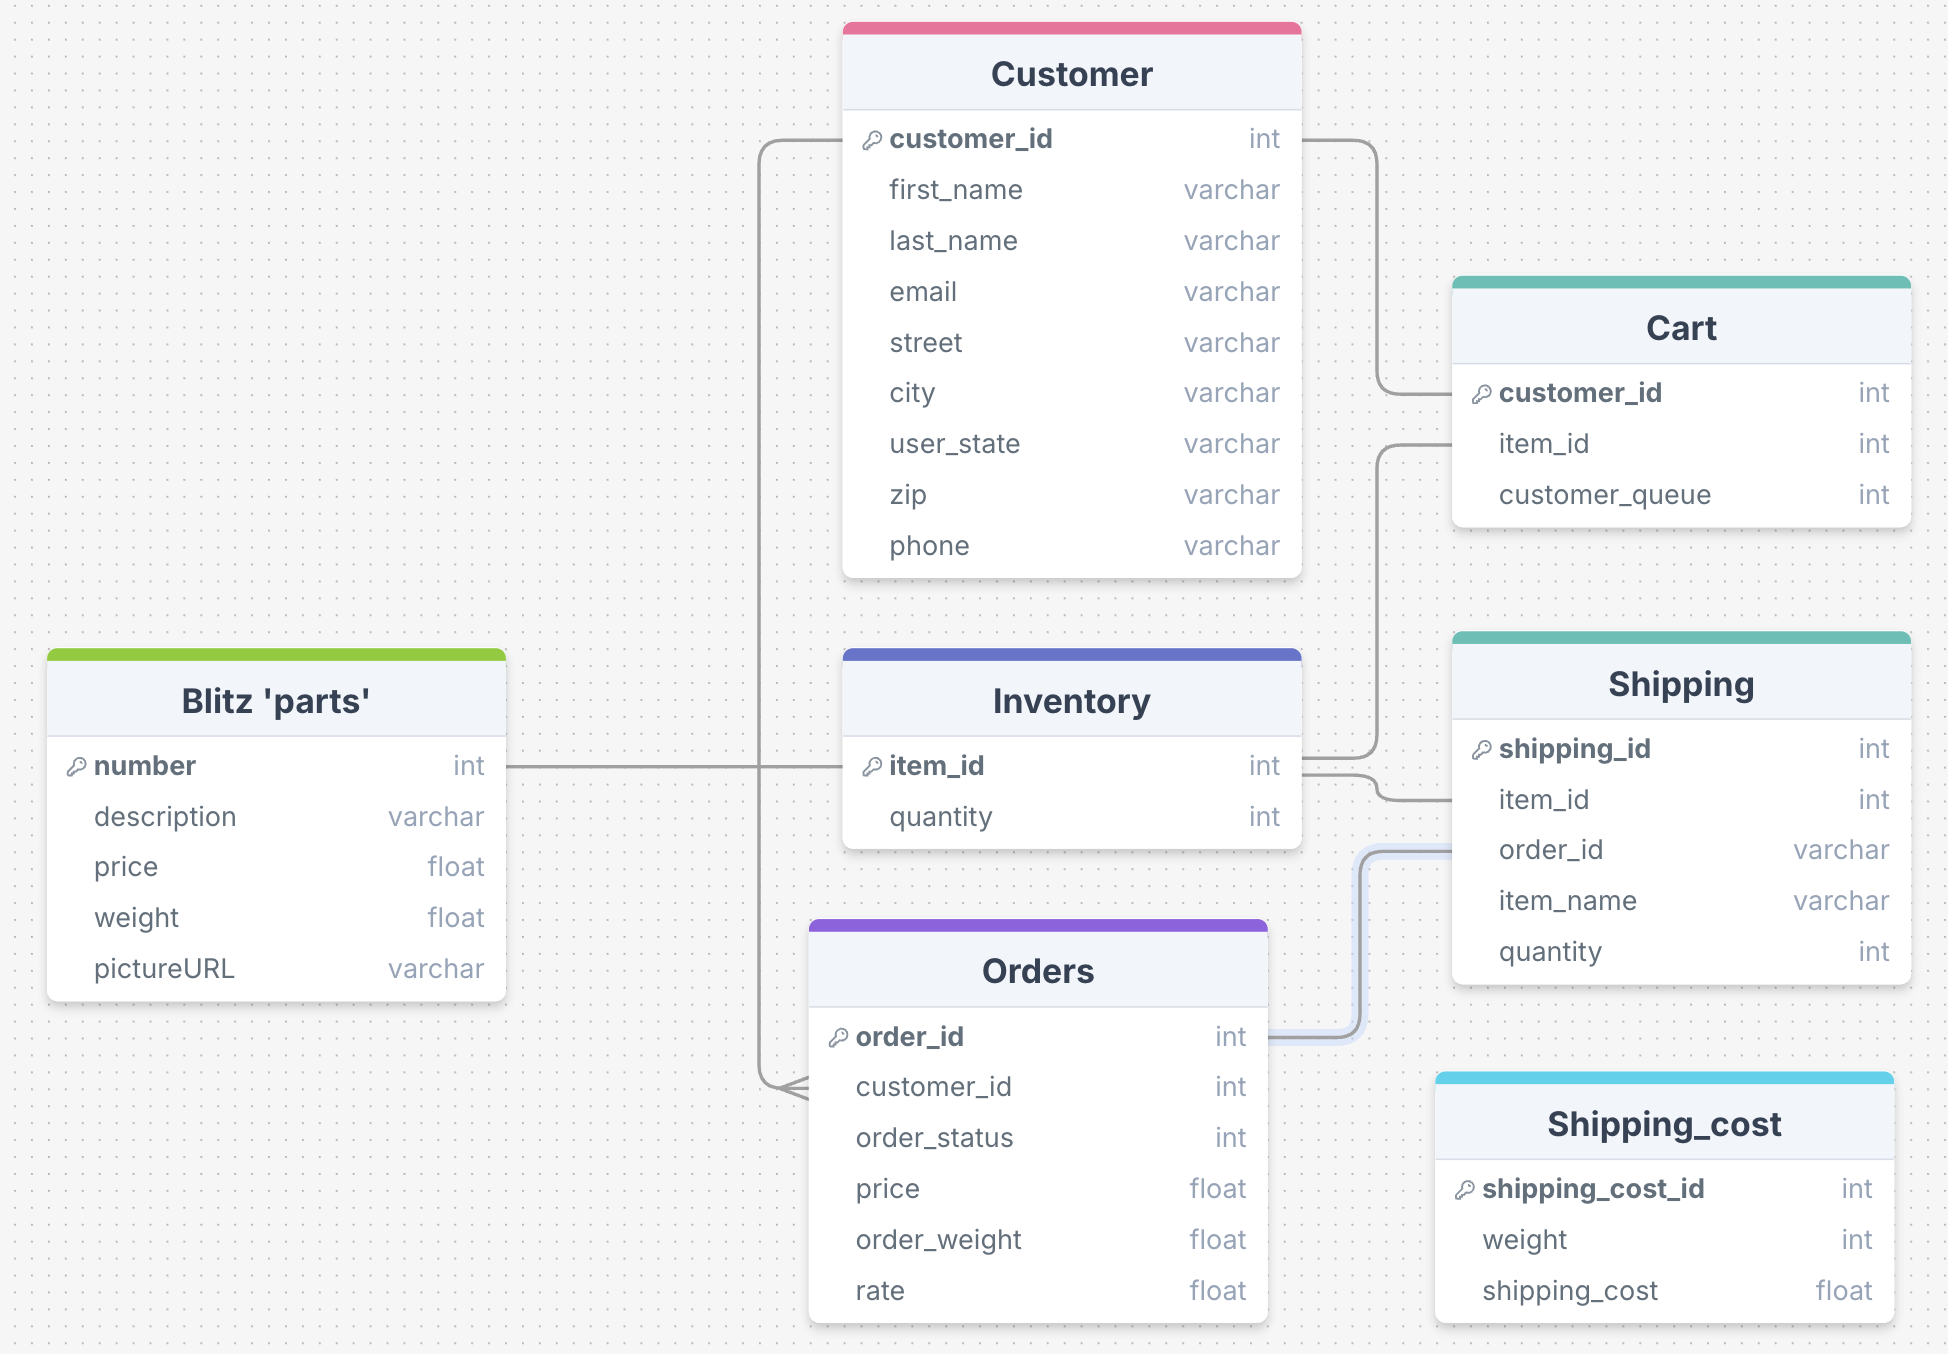 Customer
customer_id int
first_name varchar
last_name varchar
email varchar
street varchar
city varchar
user_state varchar
zip varchar
phone varchar
Cart
customer_id int
item_id int
customer_queue int
Blitz 'parts'
number int
description varchar
price float
weight float
pictureURL varchar
Inventory
item_id int
quantity int
Shipping
shipping_id int
item_id int
order_id varchar
item_name varchar
quantity int
Orders
order_id int
customer_id int
order_status int
price float
order_weight float
rate float
Shipping_cost
shipping_cost_id int
weight int
shipping_cost float